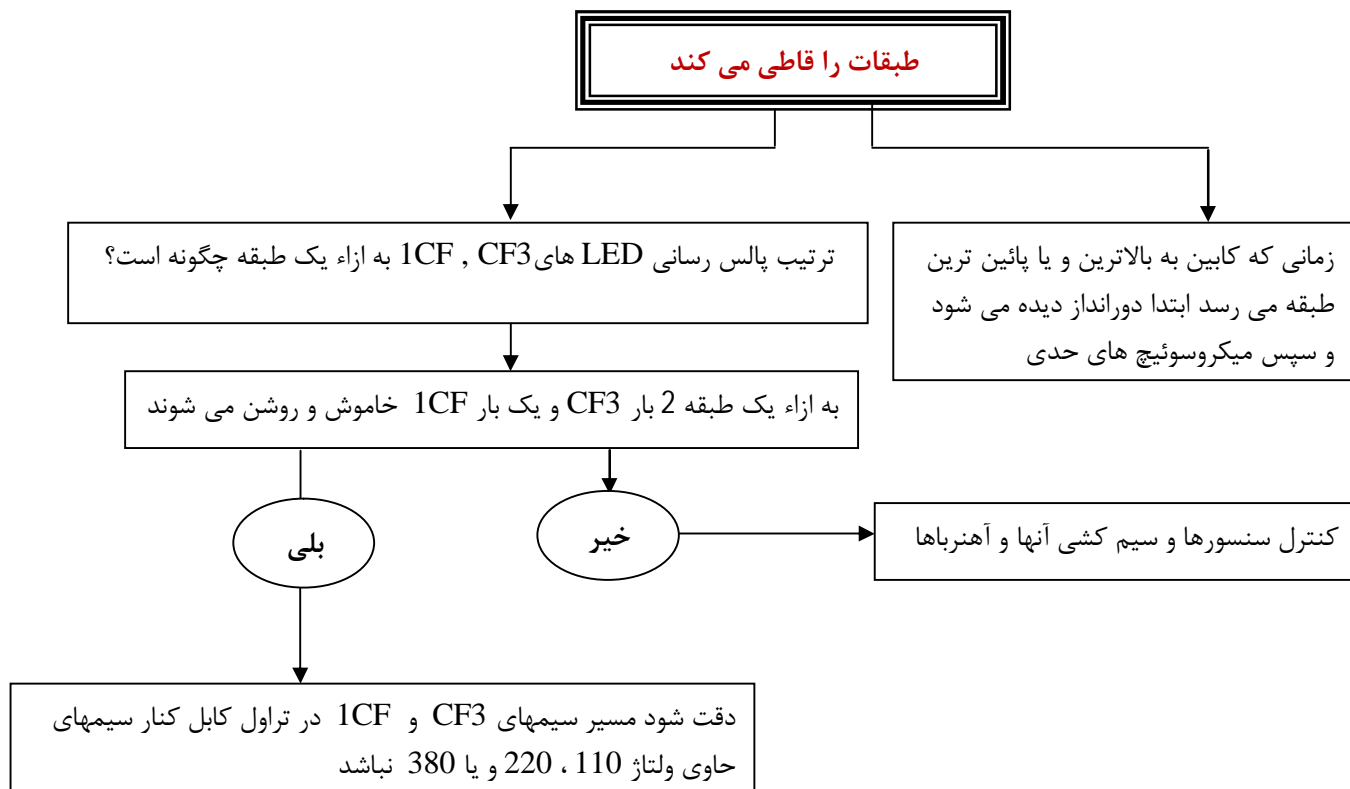 طبقات را قاطی می کند
ترتیب پالس رسانی LED های1CF , CF3 به ازاء یک طبقه چگونه است؟
زمانی که کابین به بالاترین و یا پائین ترین
طبقه می رسد ابتدا دورانداز دیده می شود
و سپس میکروسوئیچ های حدی
به ازاء یک طبقه 2 بار CF3 و یک بار 1CF خاموش و روشن می شوند
بلی
خیر
کنترل سنسورها و سیم کشی آنها و آهنرباها
دقت شود مسیر سیمهای CF3 و 1CF در تراول کابل کنار سیمهای
حاوی ولتاژ 110 ، 220 و یا 380 نباشد